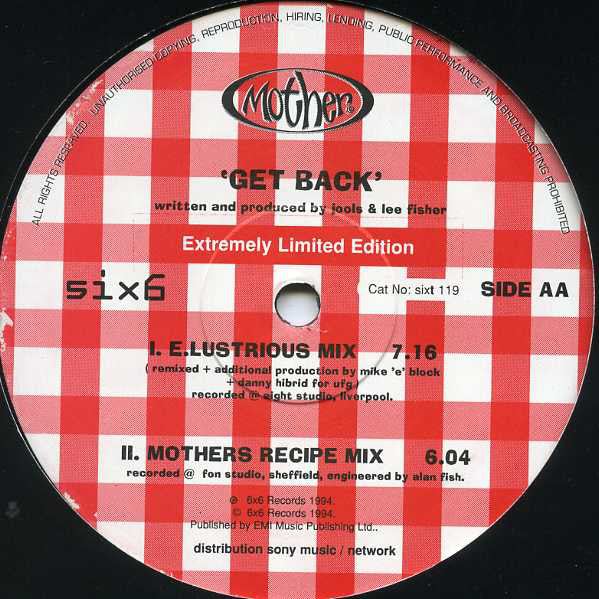 ALL RIGHTS RESERVED. UNAUTHORISED COPYING, REPRODUCTION, HIRING, LENDING, PUBLIC PERFORMANCE AND BROADCASTING PROHIBITED
Mother
'GET BACK'
written and produced by jools & lee fisher
Extremely Limited Edition
six6
Cat No: sixt 119
SIDE AA
I. E.LUSTRIOUS MIX 7.16
( remixed + additional production by mike 'e' block
+ danny hibrid for ufg )
recorded @ eight studio, liverpool.
II. MOTHERS RECIPE MIX 6.04
recorded @ fon studio, sheffield, engineered by alan fish.
℗ 6x6 Records 1994.
© 6x6 Records 1994.
Published by EMI Music Publishing Ltd..
distribution sony music / network